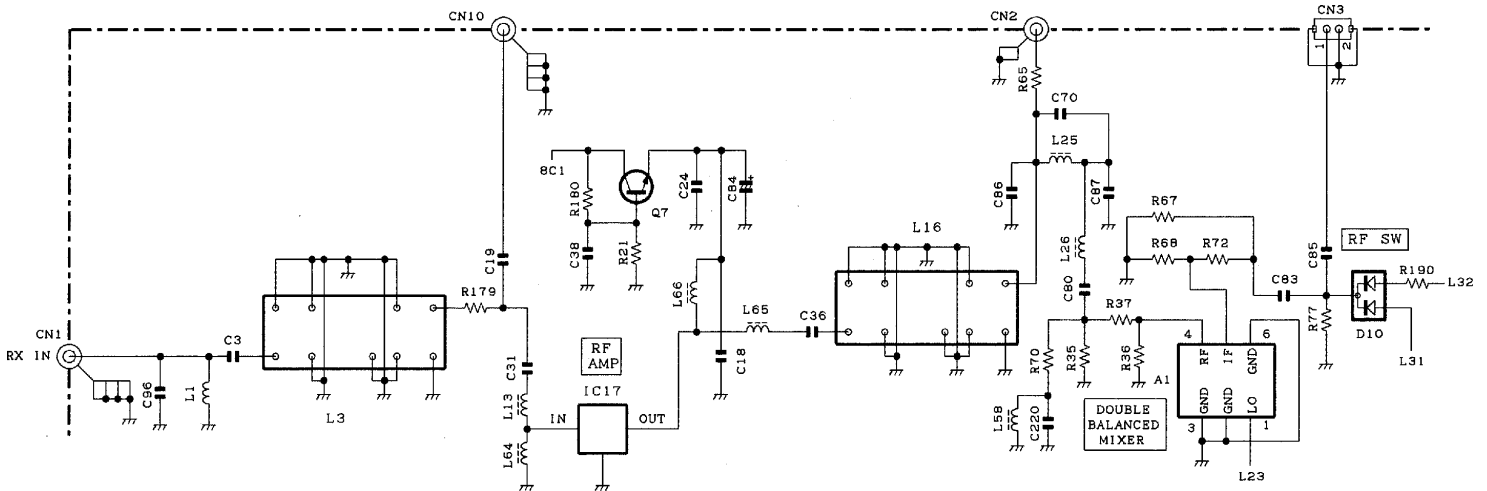 CN10
CN2
CN3
1
2
R65
C70
L25
8C1
R180
Q7
C24
C84
C86
C87
R67
R68
R72
RF SW
C38
R21
L16
L26
C85
R190
L32
C19
R179
L66
C80
C83
R77
D10
L31
CN1
RX IN
C3
L65
C36
R37
4
6
RF
IF
GND
C96
L1
L3
C31
RF
AMP
C18
R70
R35
R36
A1
L13
IC17
IN
OUT
L64
L58
C220
DOUBLE
BALANCED
MIXER
GND
GND
LO
3
1
L23